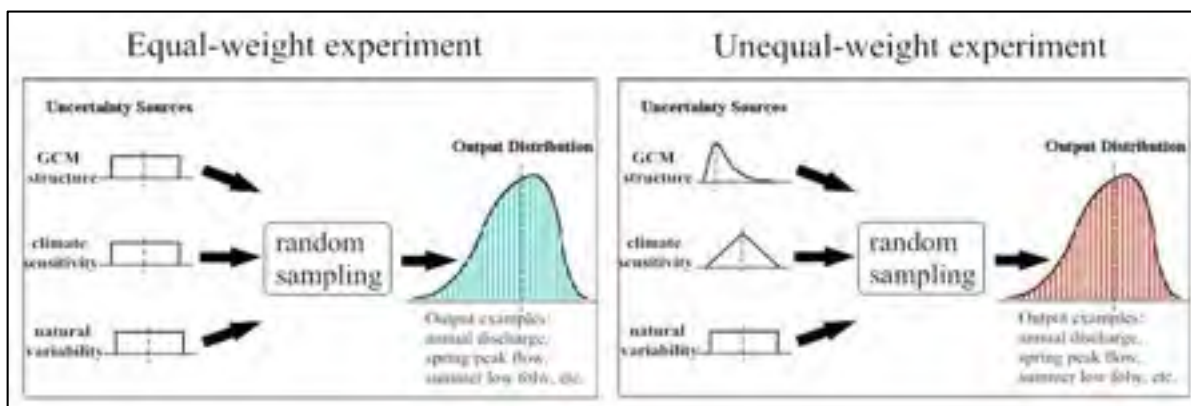 Equal-weight experiment
Uncertainty Sources
GCM
structure
climate
sensitivity
natural
variability
random
sampling
Output Distribution
Output examples:
annual discharge,
spring peak flow,
summer low folw, etc.
Unequal-weight experiment
Uncertainty Sources
GCM
structure
climate
sensitivity
natural
variability
random
sampling
Output Distribution
Output examples:
annual discharge,
spring peak flow,
summer low folw, etc.